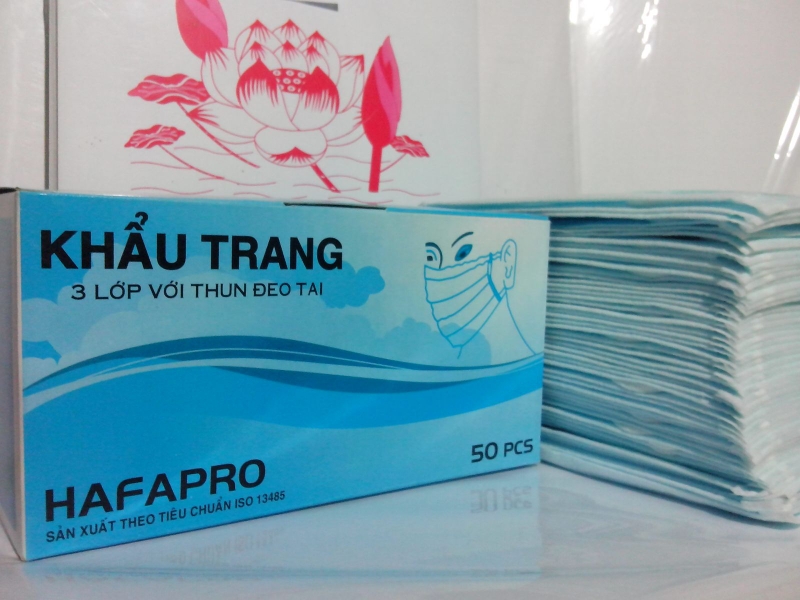 KHẨU TRANG
3 LỚP VỚI THUN ĐEO TAI
50 PCS
HAFAPRO
SẢN XUẤT THEO TIÊU CHUẨN ISO 13485